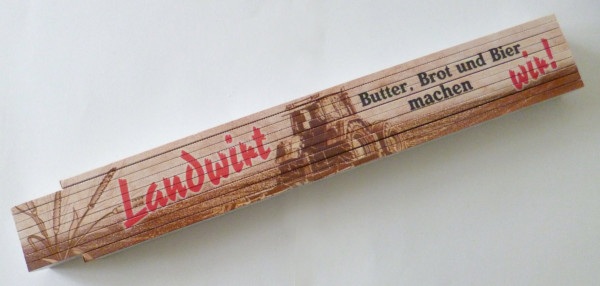 Landwirt
Butter, Brot und Bier
machen
wir!